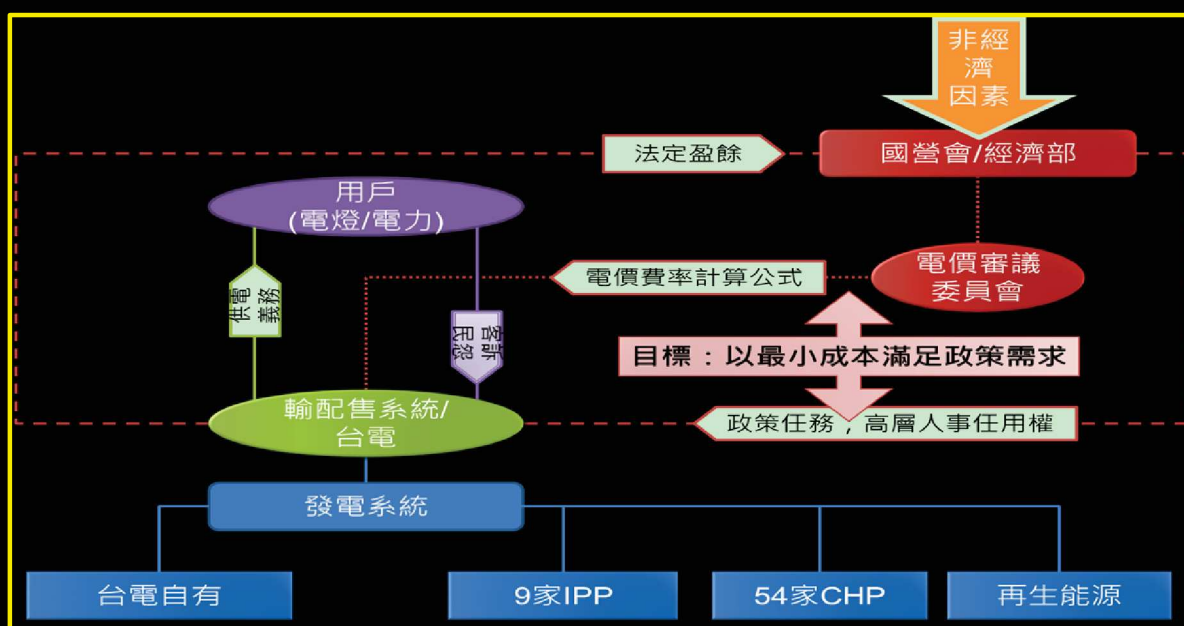 非經
濟
因素
法定盈餘
國營會/經濟部
用戶
(電燈/電力)
電價費率計算公式
電價審議
委員會
供電
義務
客訴
民怨
目標：以最小成本滿足政策需求
輸配售系統/
台電
政策任務，高層人事任用權
發電系統
台電自有
9家IPP
54家CHP
再生能源